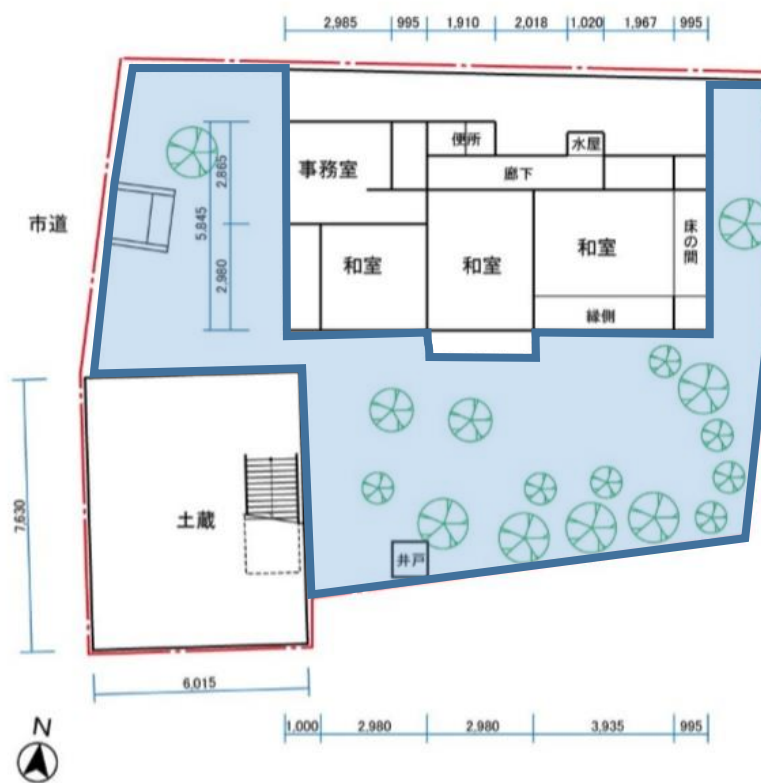 2,985 995 1,910 2,018 1,020 1,967 995
便所
水屋
事務室
廊下
2,865
市道
5.845
床の間
和室
和室
和室
2,980
縁側
7,630
土蔵
井戸
6,015
N
1,000 2,980 2,980 3,935 995